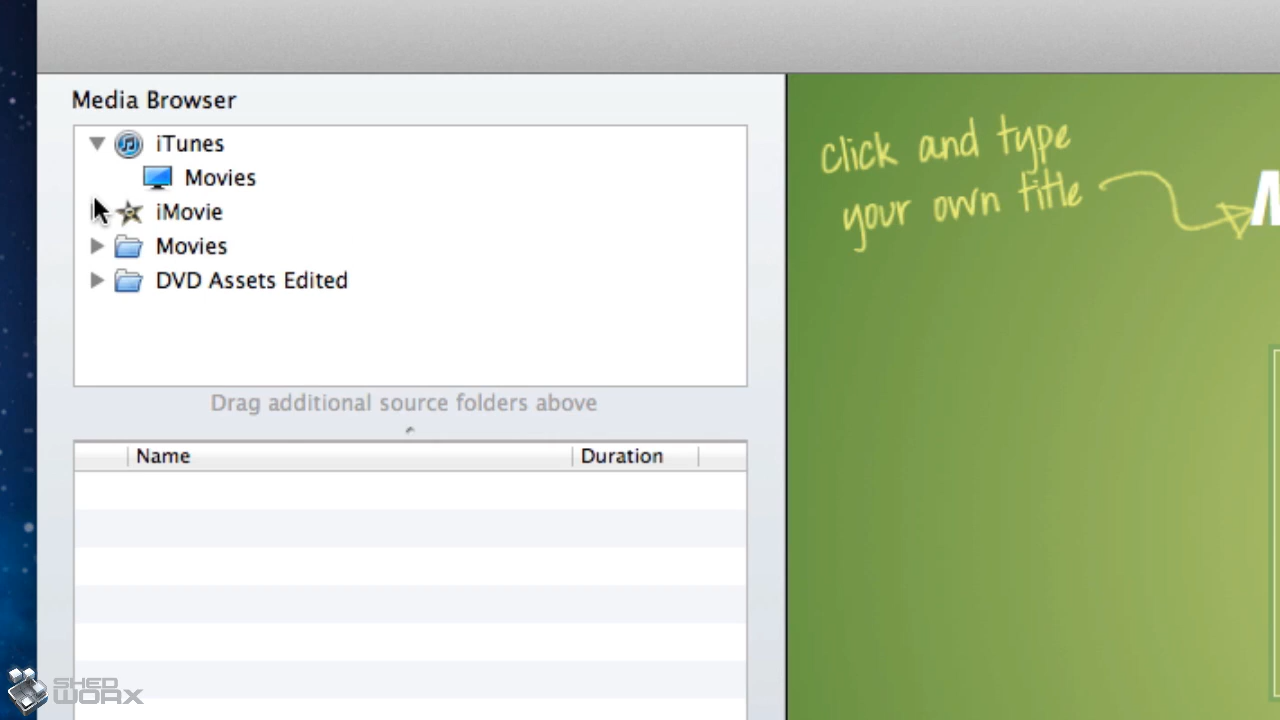 Media Browser
iTunes
Movies
iMovie
Movies
DVD Assets Edited
Drag additional source folders above
Name Duration
click and type
your own title
SHED
WORX